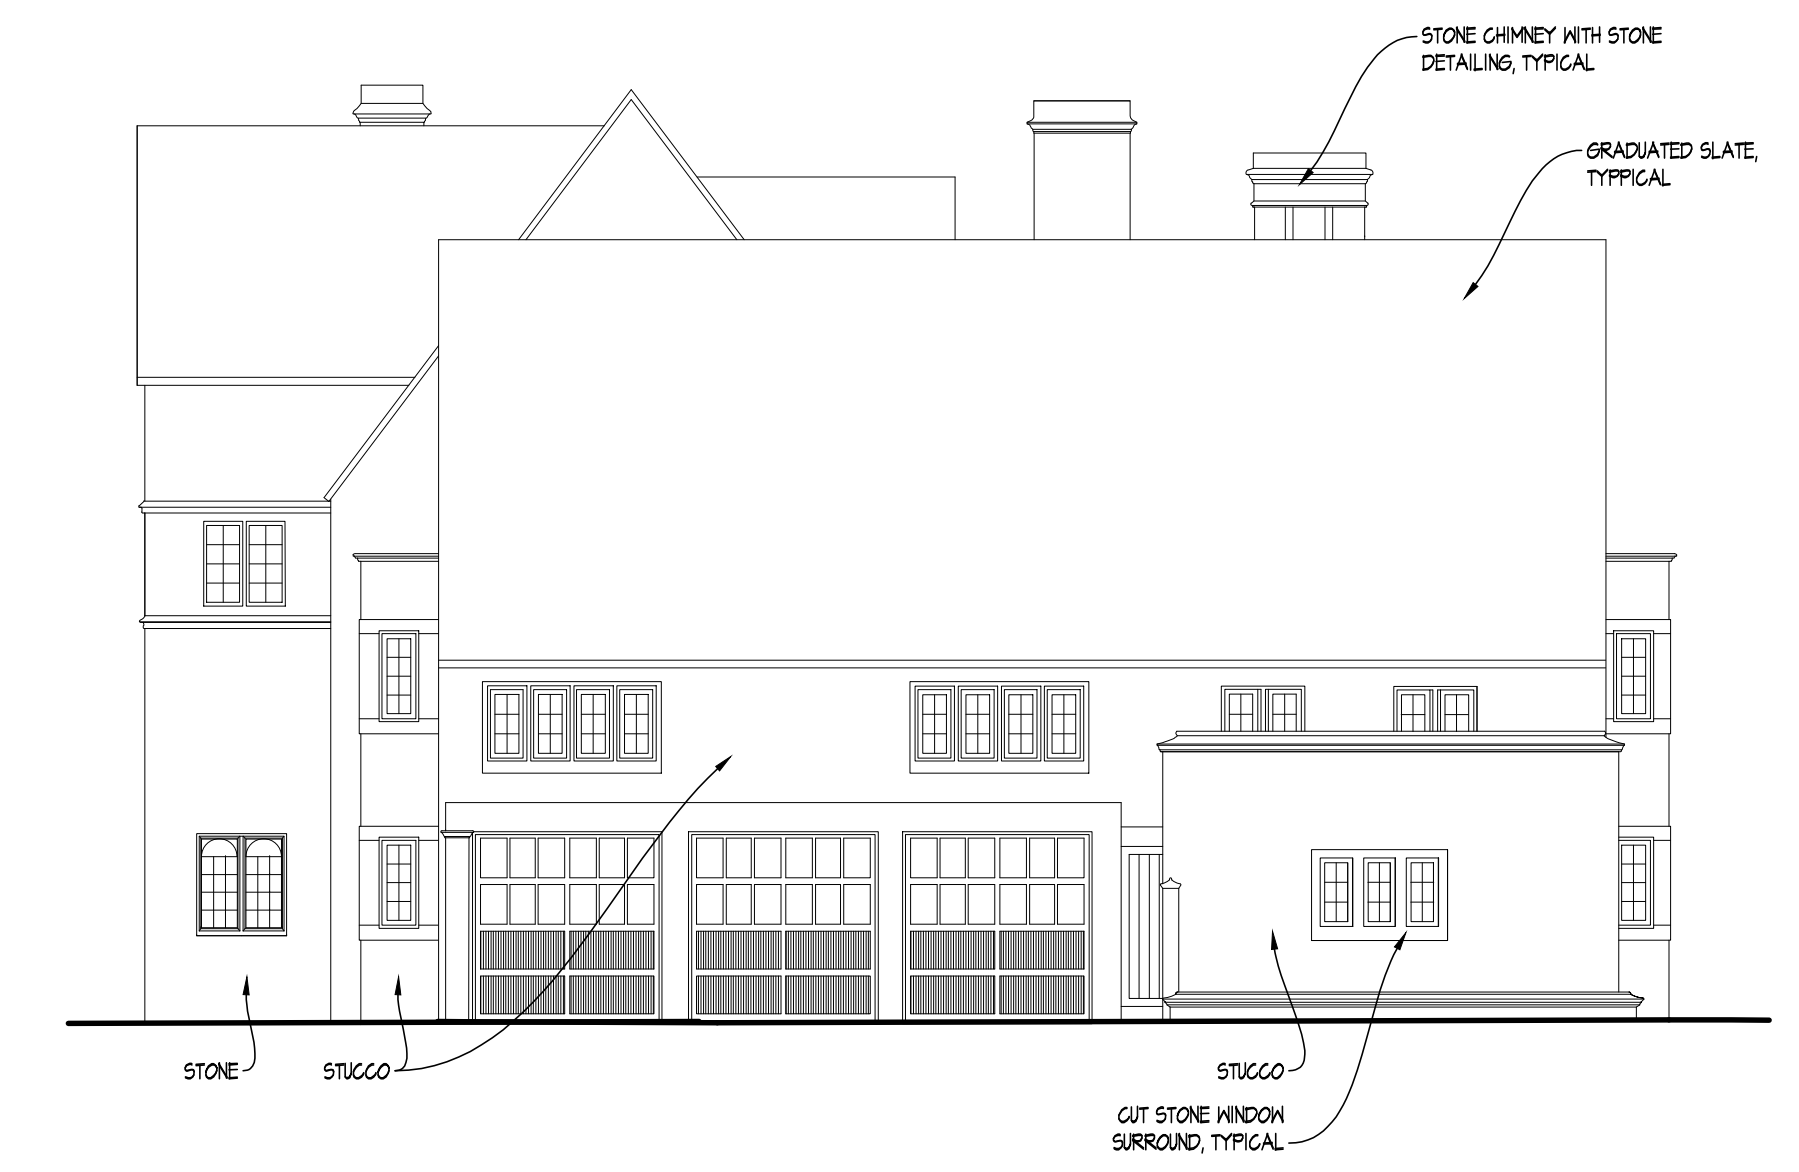 STONE CHIMNEY WITH STONE
DETAILING, TYPICAL
GRADUATED SLATE,
TYPPICAL
STONE
STUCCO
STUCCO
CUT STONE WINDOW
SURROUND, TYPICAL